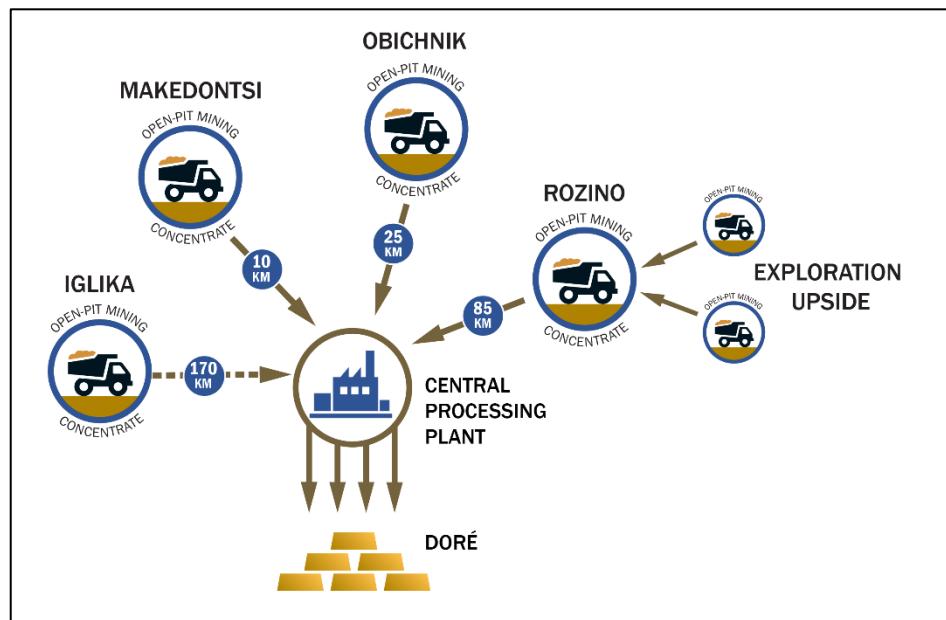 OBICHNIK
OPEN-PIT MINING
CONCENTRATE
MAKEDONTSI
OPEN-PIT MINING
CONCENTRATE
ROZINO
OPEN-PIT MINING
CONCENTRATE
OPEN-PIT MINING
OPEN-PIT MINING
EXPLORATION
UPSIDE
IGLIKA
OPEN-PIT MINING
CONCENTRATE
10
KM
25
KM
85
KM
170
KM
CENTRAL
PROCESSING
PLANT
DORÉ